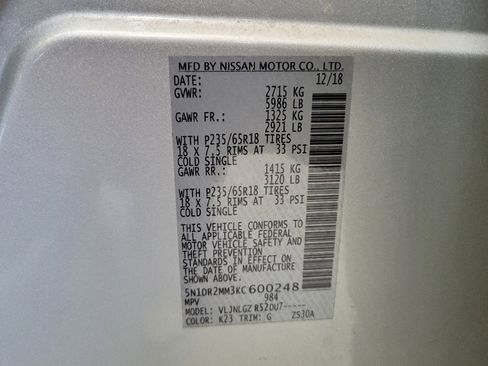 MFD BY NISSAN MOTOR CO., LTD.
DATE: 12/18
GVWR: 2715 KG
5986 LB
GAWR FR.: 1325 KG
2921 LB
WITH P235/65R18 TIRES
18 X 7.5 RIMS AT 33 PSI
COLD SINGLE
GAWR RR.: 1415 KG
3120 LB
WITH P235/65R18 TIRES
18 X 7.5 RIMS AT 33 PSI
COLD SINGLE
THIS VEHICLE CONFORMS TO
ALL APPLICABLE FEDERAL
MOTOR VEHICLE SAFETY AND
THEFT PREVENTION
STANDARDS IN EFFECT ON
THE DATE OF MANUFACTURE
SHOWN ABOVE.
5N1DR2MM3KC600248
MPV 984
MODEL: VLJNLGZ R52DU7-----
COLOR: K23 TRIM: G ZS30A